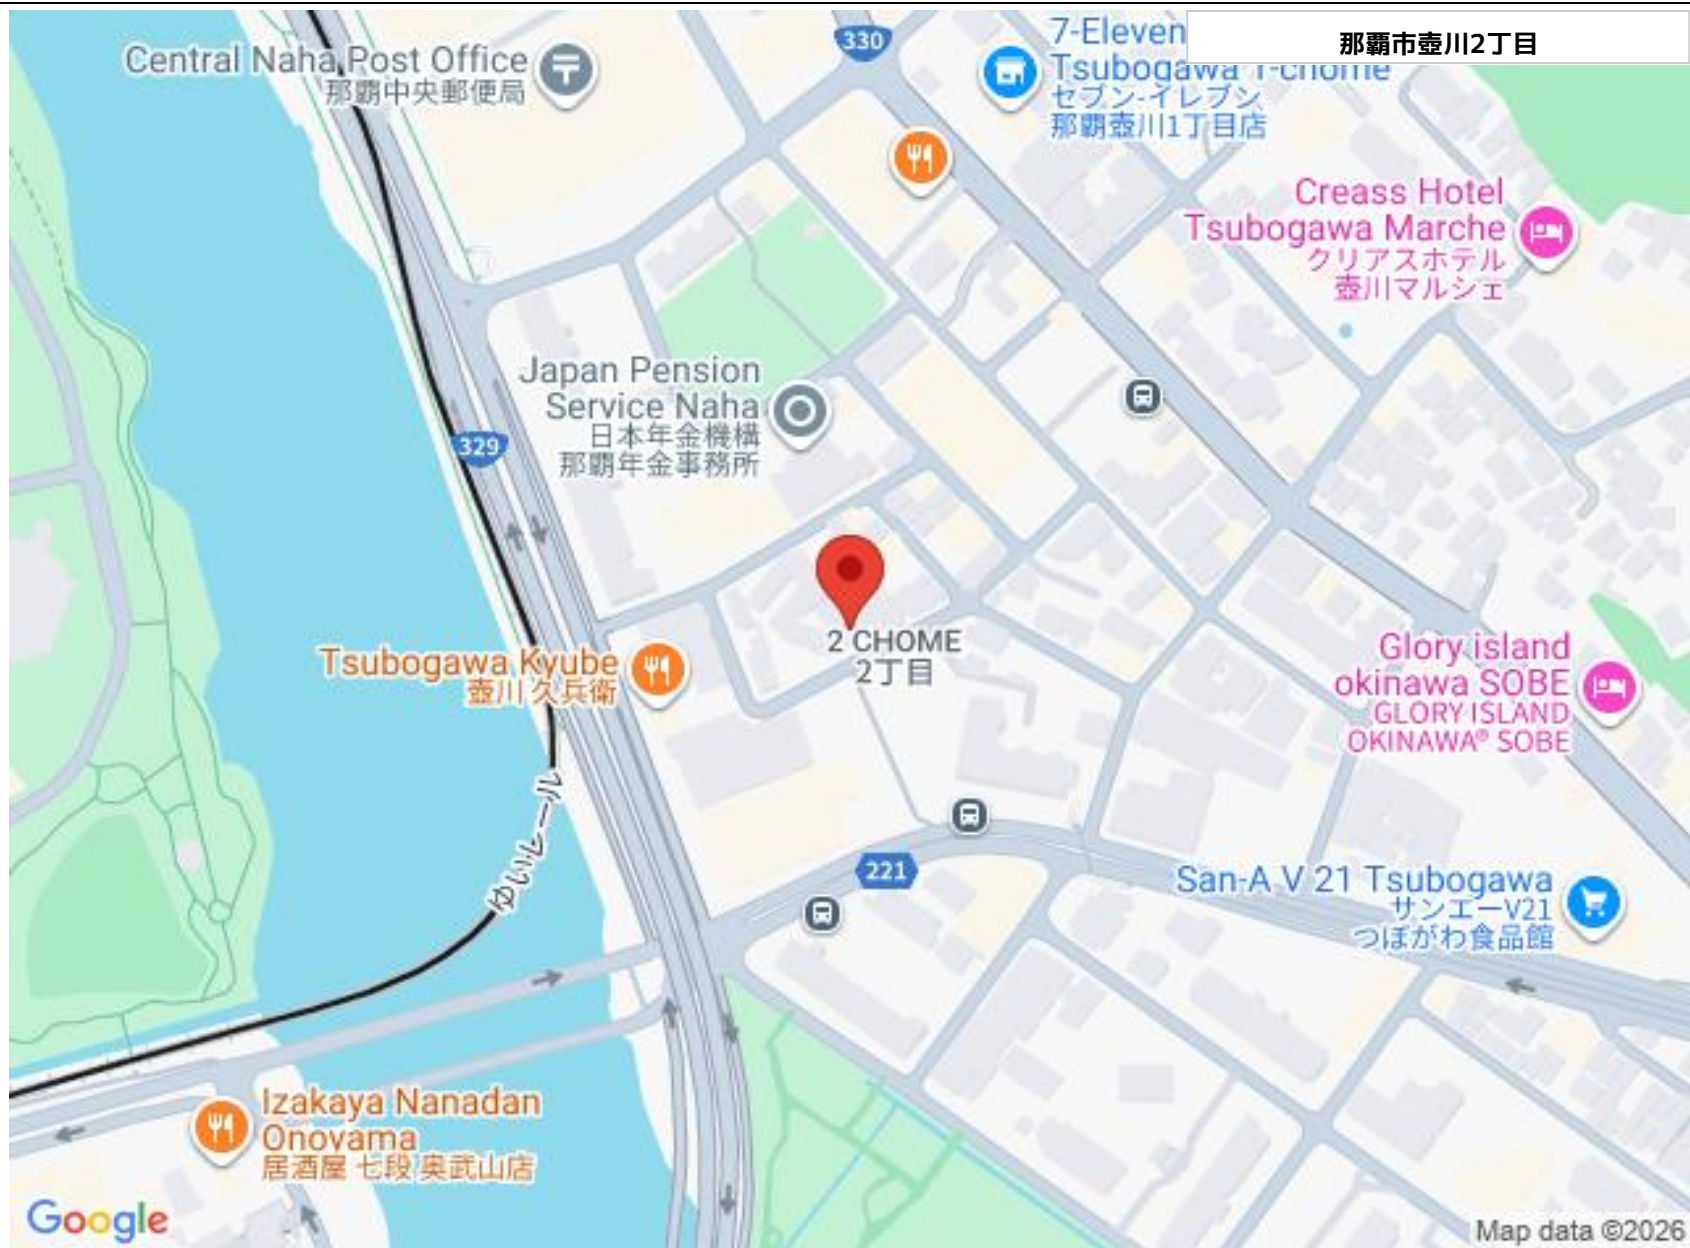 那覇市壺川2丁目
330
7-Eleven
Tsubogawa 1-chome
セブン-イレブン
那覇壺川1丁目店
Central Naha Post Office
那覇中央郵便局
Creass Hotel
Tsubogawa Marche
クリアスホテル
壺川マルシェ
Japan Pension
Service Naha
日本年金機構
那覇年金事務所
329
2 CHOME
2丁目
Tsubogawa Kyube
壺川 久兵衛
Glory island
okinawa SOBE
GLORY ISLAND
OKINAWA® SOBE
ゆいレール
221
San-A V 21 Tsubogawa
サンエーV21
つぼがわ食品館
Izakaya Nanadan
Onoyama
居酒屋 七段 奥武山店
Google
Map data ©2026